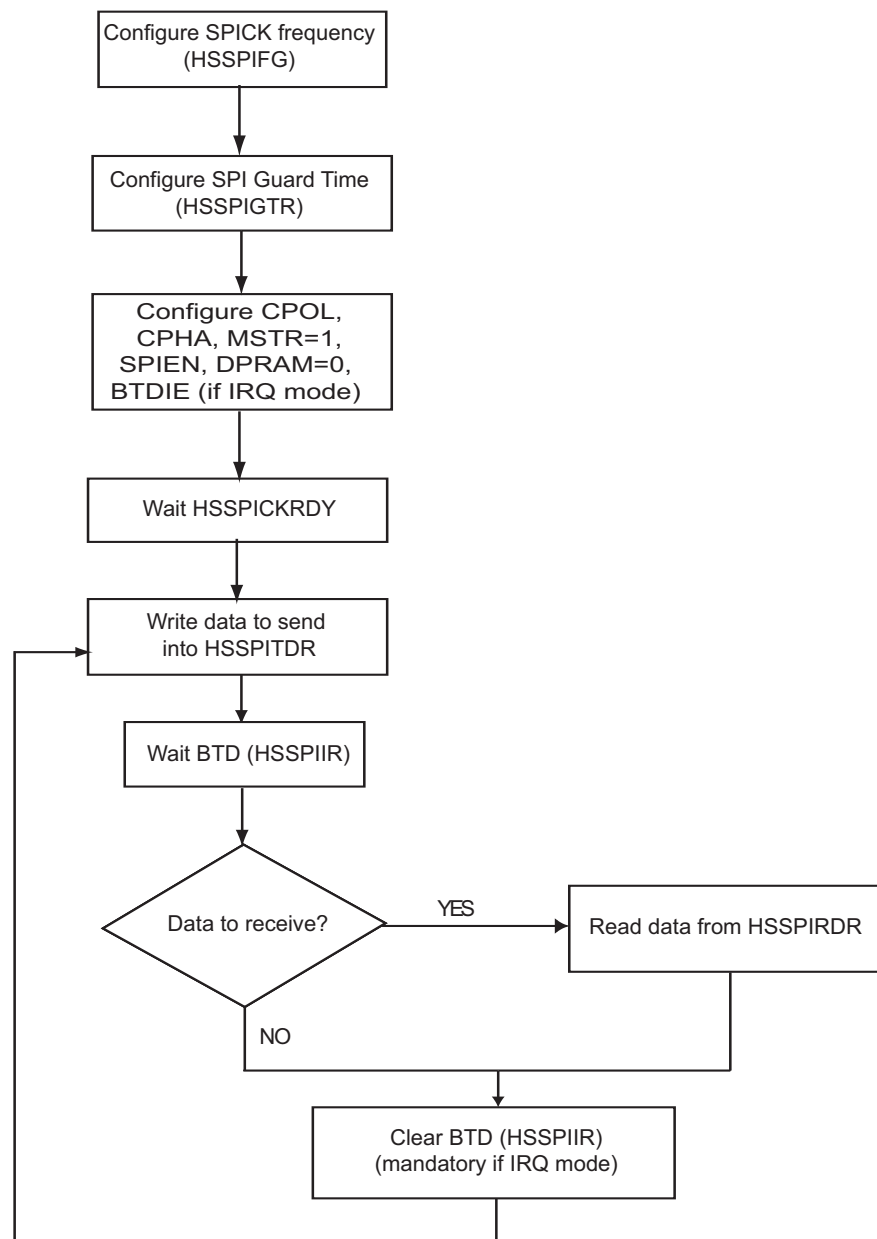 Configure SPICK frequency
(HSSPIFG)
Configure SPI Guard Time
(HSSPIGTR)
Configure CPOL,
CPHA, MSTR=1,
SPIEN, DPRAM=0,
BTDIE (if IRQ mode)
Wait HSSPICKRDY
Write data to send
into HSSPITDR
Wait BTD (HSSPIIR)
Data to receive?
YES
Read data from HSSPIRDR
NO
Clear BTD (HSSPIIR)
(mandatory if IRQ mode)